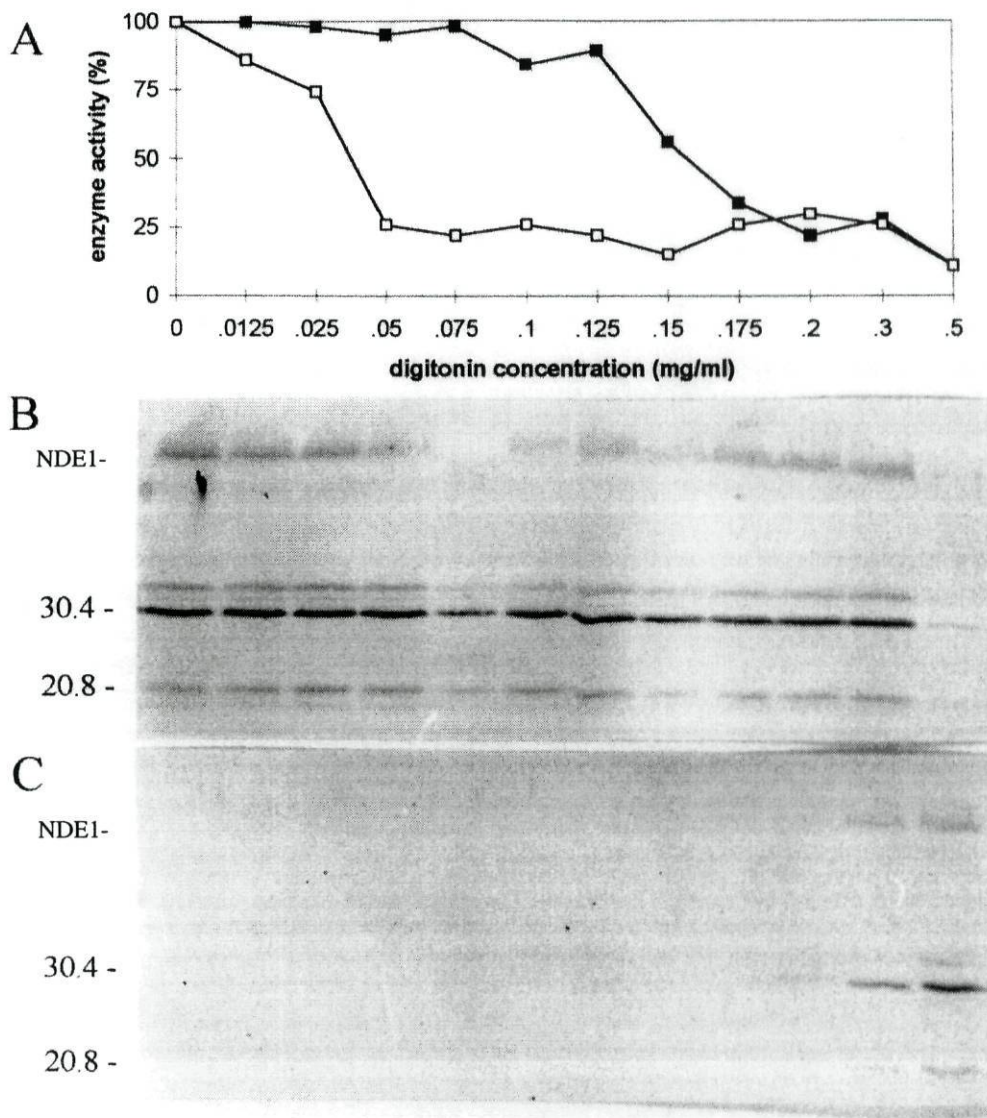 A
enzyme activity (%)
100
75
50
25
0
0 .0125 .025 .05 .075 .1 .125 .15 .175 .2 .3 .5
digitonin concentration (mg/ml)
B
NDE1-
30.4 -
20.8 -
C
NDE1-
30.4 -
20.8 -